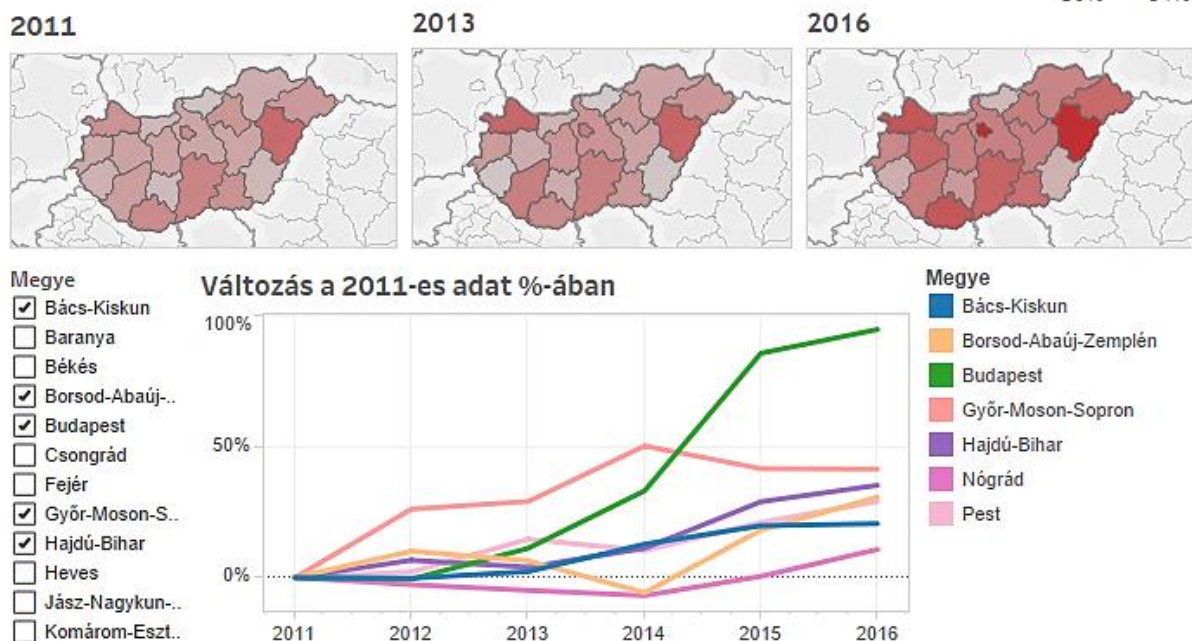 2011
2013
2016
Megye
Bács-Kiskun
Baranya
Békés
Borsod-Abaúj-..
Budapest
Csongrád
Fejér
Győr-Moson-S..
Hajdú-Bihar
Heves
Jász-Nagykun-..
Komárom-Eszt..
Változás a 2011-es adat %-ában
100%
50%
0%
2011 2012 2013 2014 2015 2016
Megye
Bács-Kiskun
Borsod-Abaúj-Zemplén
Budapest
Győr-Moson-Sopron
Hajdú-Bihar
Nógrád
Pest